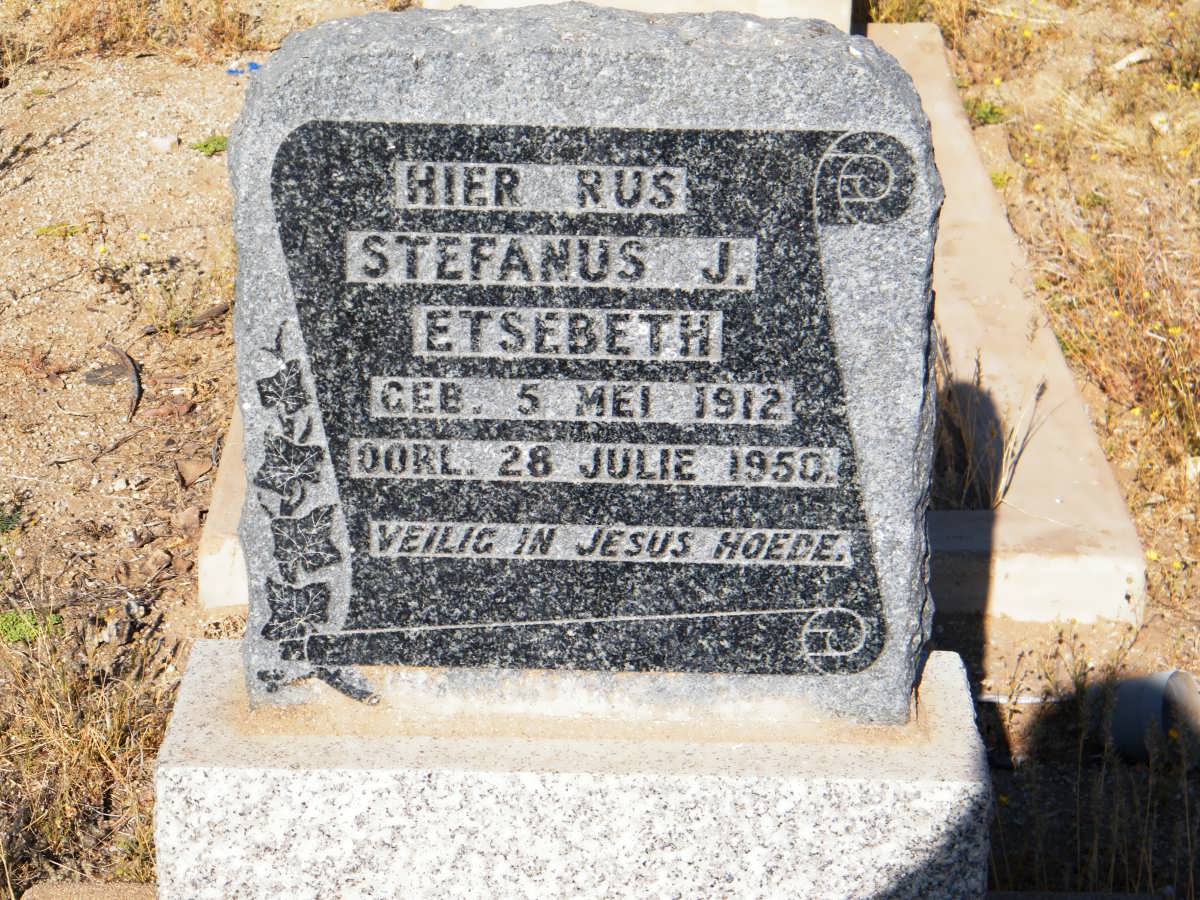 HIER RUS
STEFANUS J.
ETSEBETH
GEB. 5 MEI 1912
OORL. 28 JULIE 1950.
VEILIG IN JESUS HOEDE.